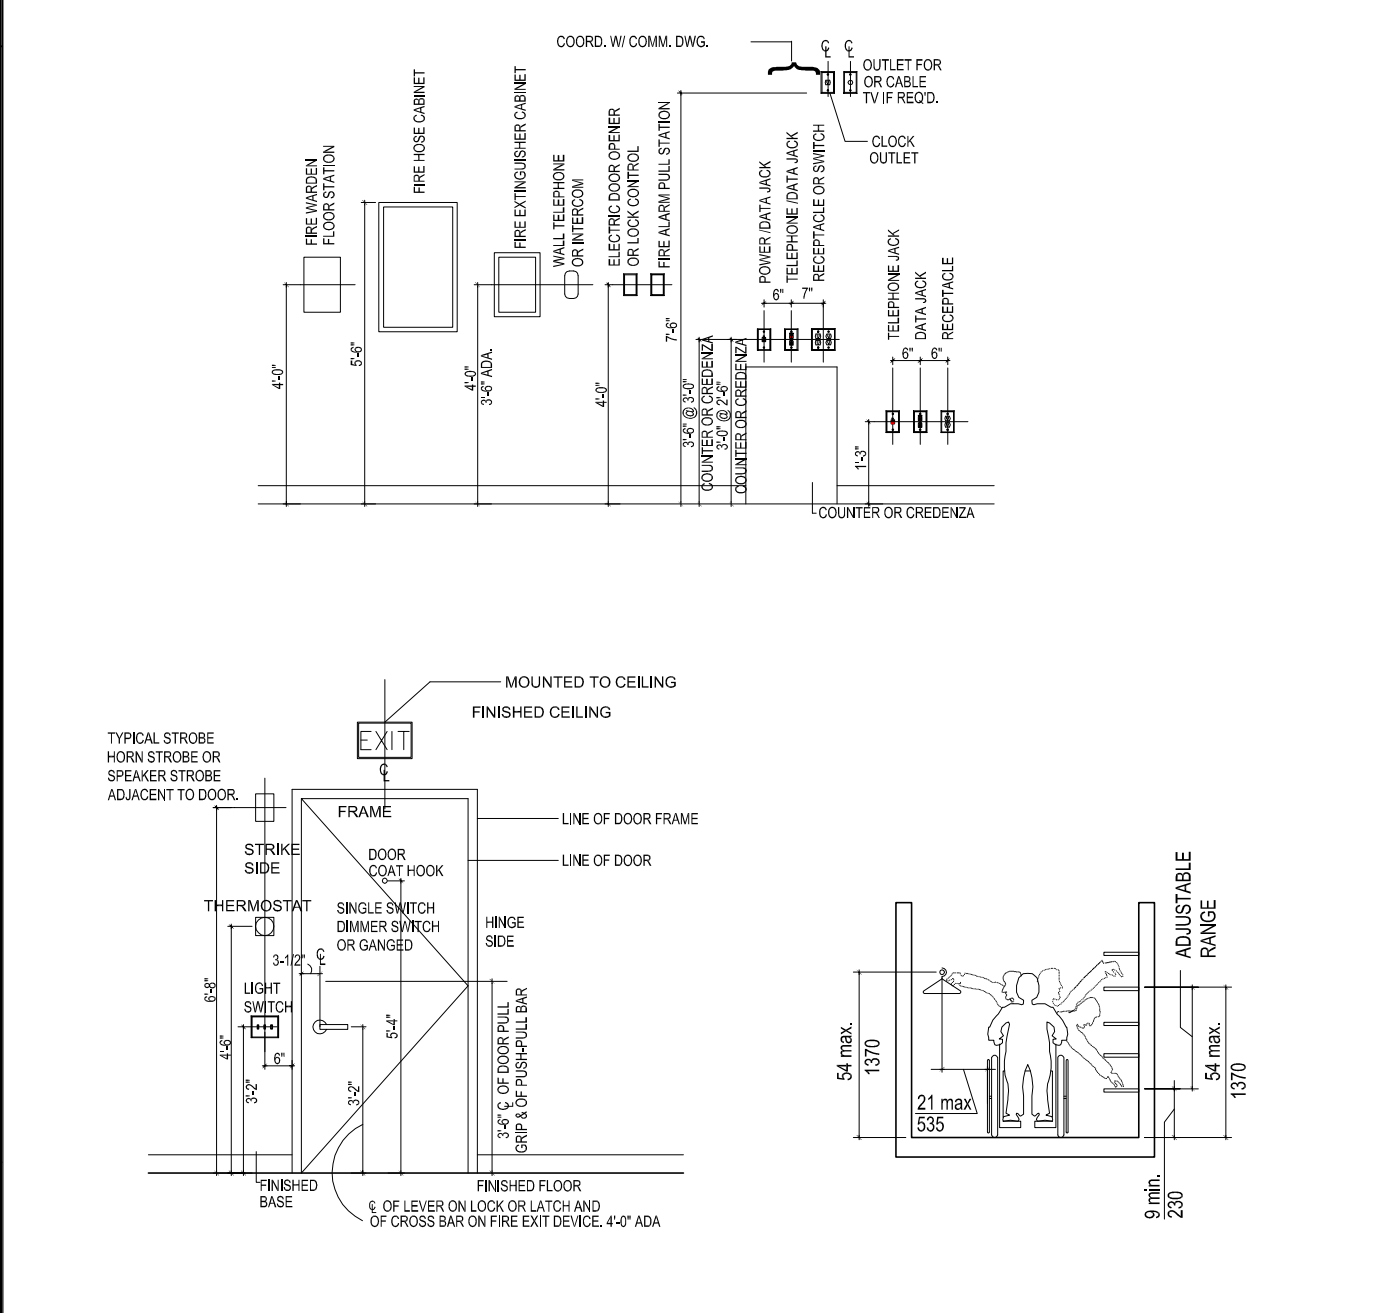 COORD. W/ COMM. DWG.
℄ ℄
OUTLET FOR
OR CABLE
TV IF REQ'D.
CLOCK
OUTLET
FIRE WARDEN
FLOOR STATION
FIRE HOSE CABINET
FIRE EXTINGUISHER CABINET
WALL TELEPHONE
OR INTERCOM
ELECTRIC DOOR OPENER
OR LOCK CONTROL
FIRE ALARM PULL STATION
POWER /DATA JACK
TELEPHONE /DATA JACK
RECEPTACLE OR SWITCH
6" 7"
TELEPHONE JACK
DATA JACK
RECEPTACLE
6" 6"
4'-0"
5'-6"
4'-0"
3'-6" ADA.
4'-0"
7'-6"
3'-6" @ 3'-0"
COUNTER OR CREDENZA
3'-0" @ 2'-6"
COUNTER OR CREDENZA
1'-3"
COUNTER OR CREDENZA
MOUNTED TO CEILING
FINISHED CEILING
EXIT
℄
TYPICAL STROBE
HORN STROBE OR
SPEAKER STROBE
ADJACENT TO DOOR.
FRAME
LINE OF DOOR FRAME
STRIKE
SIDE
DOOR
COAT HOOK
LINE OF DOOR
THERMOSTAT
SINGLE SWITCH
DIMMER SWITCH
OR GANGED
HINGE
SIDE
3-1/2" ℄
LIGHT
SWITCH
6'-8"
4'-6"
3'-2"
6"
3'-2"
5'-4"
3'-6" ℄ OF DOOR PULL
GRIP & OF PUSH-PULL BAR
FINISHED
BASE
FINISHED FLOOR
℄ OF LEVER ON LOCK OR LATCH AND
OF CROSS BAR ON FIRE EXIT DEVICE. 4'-0" ADA
ADJUSTABLE
RANGE
54 max.
1370
21 max
535
54 max.
1370
9 min.
230